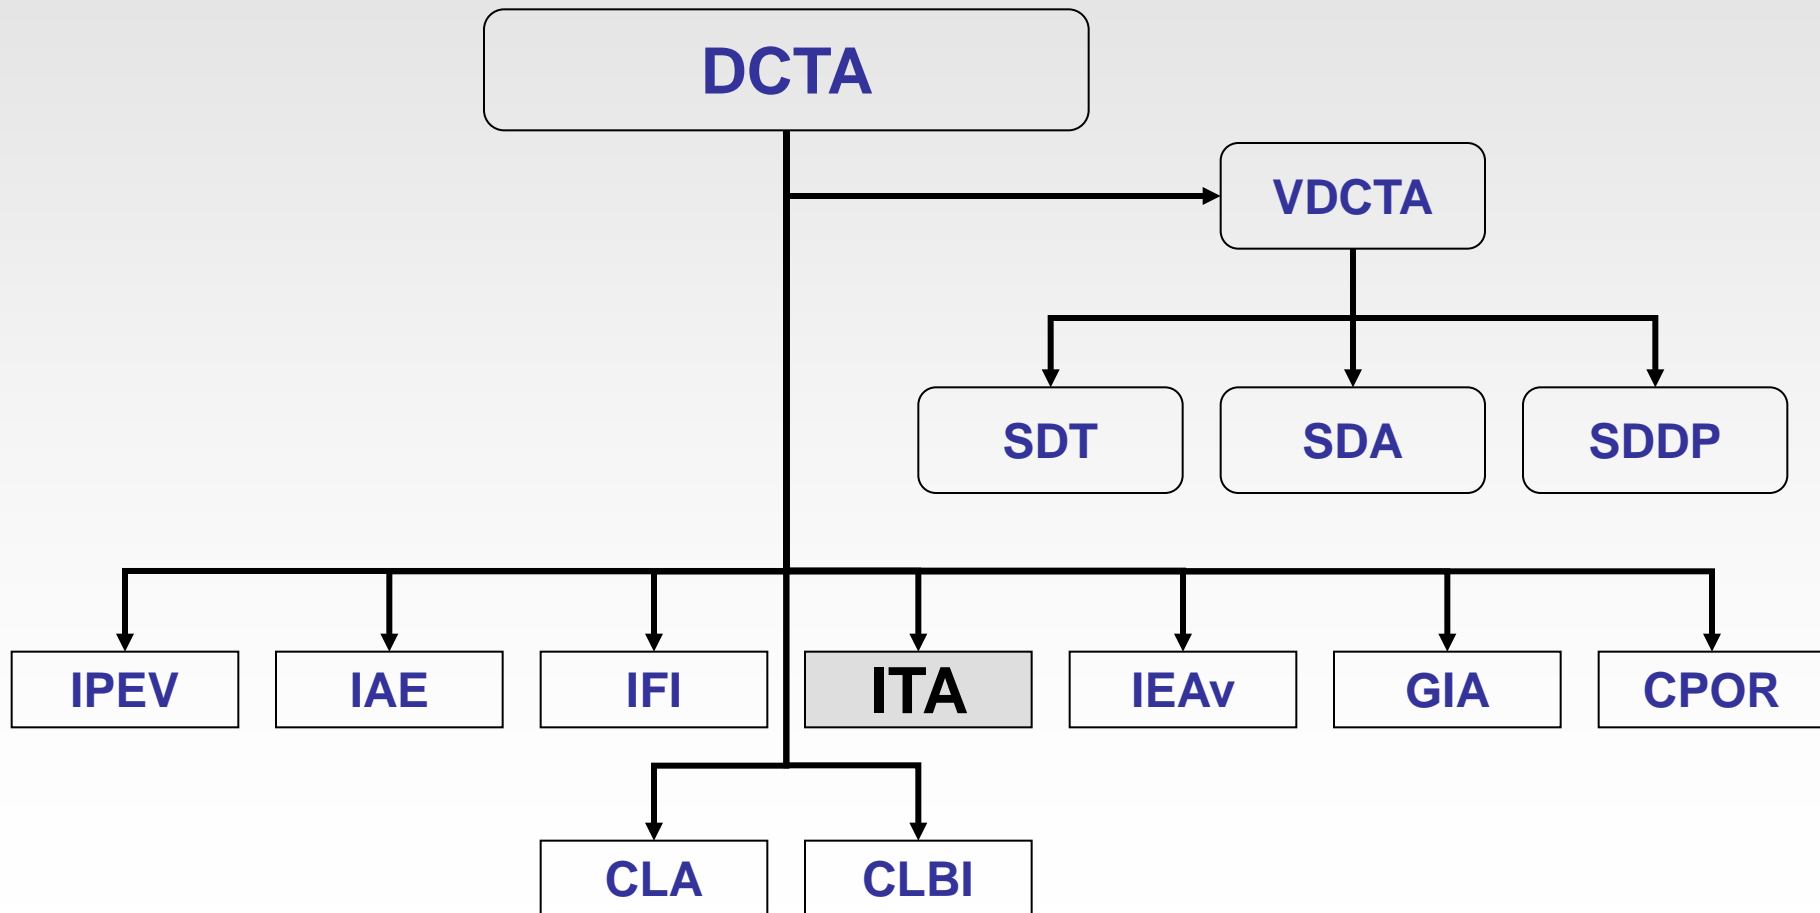 DCTA
VDCTA
SDT
SDA
SDDP
IPEV
IAE
IFI
ITA
IEAv
GIA
CPOR
CLA
CLBI